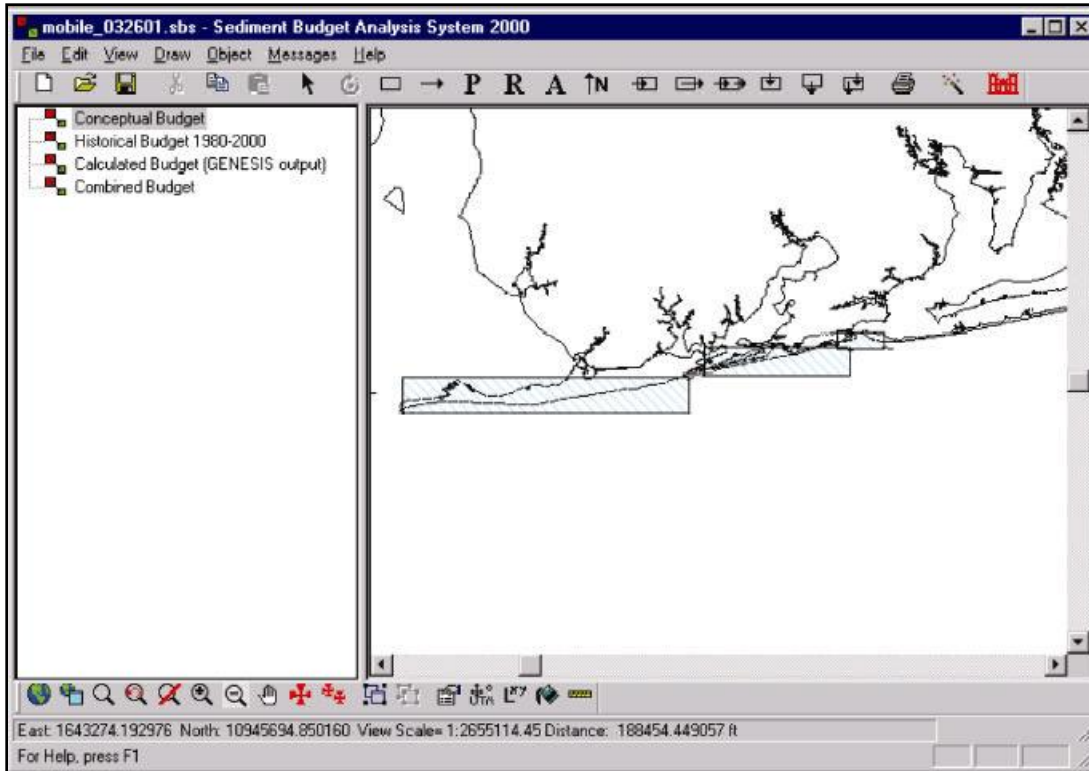 mobile_032601.sbs - Sediment Budget Analysis System 2000
File Edit View Draw Object Messages Help
P R A N
Conceptual Budget
Historical Budget 1980-2000
Calculated Budget (GENESIS output)
Combined Budget
XY
East: 1643274.192976 North: 10945694.850160 View Scale= 1:2655114.45 Distance: 188454.449057 ft
For Help, press F1